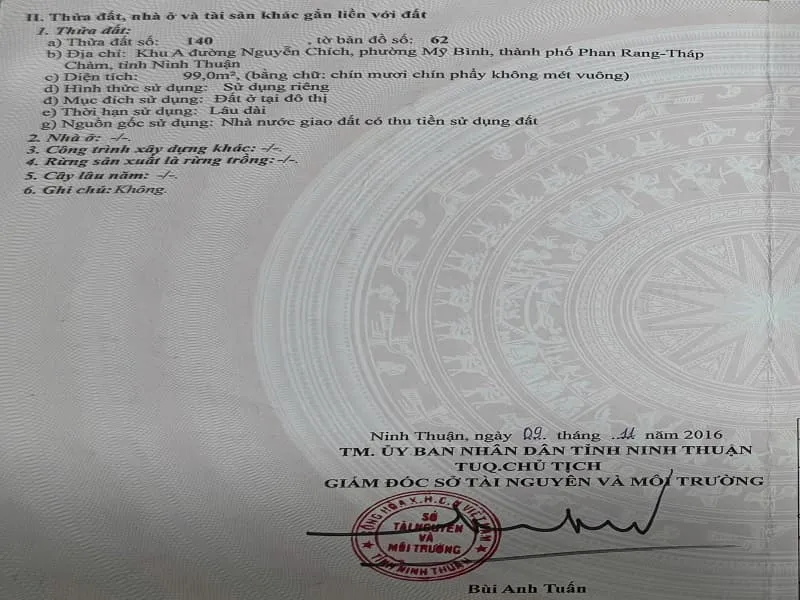 II. Thửa đất, nhà ở và tài sản khác gắn liền với đất
1. Thửa đất:
a) Thửa đất số: 140 , tờ bản đồ số: 62
b) Địa chỉ: Khu A đường Nguyễn Chích, phường Mỹ Bình, thành phố Phan Rang-Tháp
Chàm, tỉnh Ninh Thuận
c) Diện tích: 99,0m², (bằng chữ: chín mươi chín phẩy không mét vuông)
d) Hình thức sử dụng: Sử dụng riêng
đ) Mục đích sử dụng: Đất ở tại đô thị
e) Thời hạn sử dụng: Lâu dài
g) Nguồn gốc sử dụng: Nhà nước giao đất có thu tiền sử dụng đất
2. Nhà ở: -/-.
3. Công trình xây dựng khác: -/-.
4. Rừng sản xuất là rừng trồng: -/-.
5. Cây lâu năm: -/-.
6. Ghi chú: Không.
Ninh Thuận, ngày 09 tháng 11 năm 2016
TM. ỦY BAN NHÂN DÂN TỈNH NINH THUẬN
TUQ.CHỦ TỊCH
GIÁM ĐỐC SỞ TÀI NGUYÊN VÀ MÔI TRƯỜNG
CỘNG HÒA X.H.C.N VIỆT NAM
SỞ
TÀI NGUYÊN
VÀ
MÔI TRƯỜNG
TỈNH NINH THUẬN
Bùi Anh Tuấn